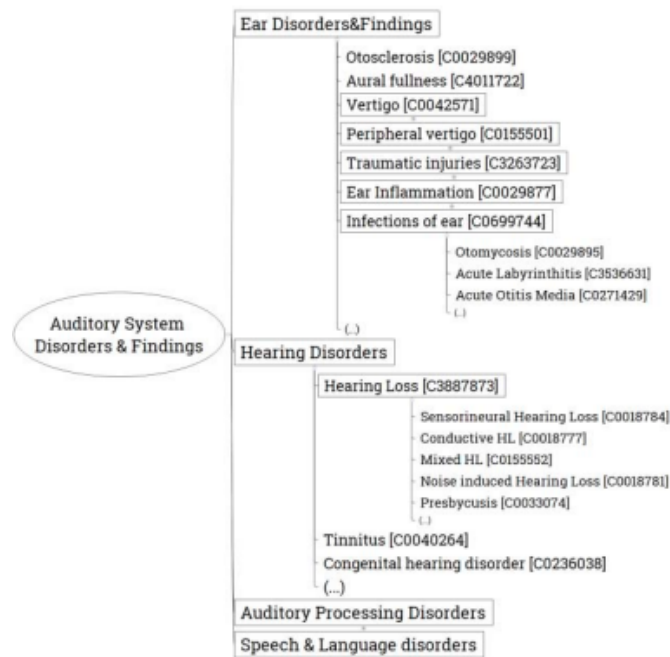 Ear Disorders&Findings
Otosclerosis [C0029899]
Aural fullness [C4011722]
Vertigo [C0042571]
Peripheral vertigo [C0155501]
Traumatic injuries [C3263723]
Ear Inflammation [C0029877]
Infections of ear [C0699744]
Otomycosis [C0029895]
Acute Labyrinthitis [C3536631]
Acute Otitis Media [C0271429]
(...)
(...)
Auditory System
Disorders & Findings
Hearing Disorders
Hearing Loss [C3887873]
Sensorineural Hearing Loss [C0018784]
Conductive HL [C0018777]
Mixed HL [C0155552]
Noise induced Hearing Loss [C0018781]
Presbycusis [C0033074]
(...)
Tinnitus [C0040264]
Congenital hearing disorder [C0236038]
(...)
Auditory Processing Disorders
Speech & Language disorders